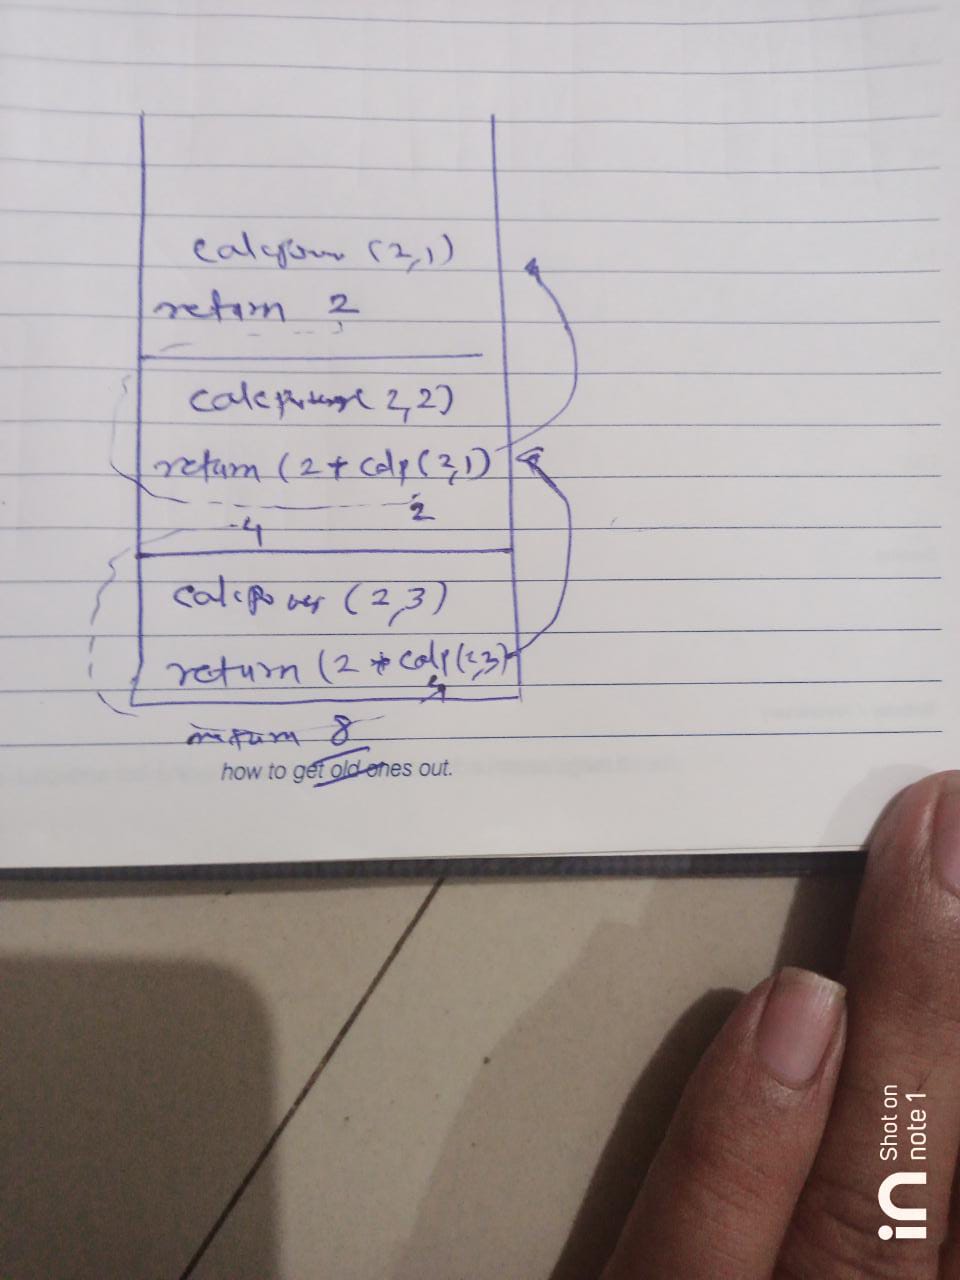 calcpower (2,1)
return 2
calcpower( 2,2)
return (2 * calp(2,1)
2
4
calcpower (2,3)
return (2 * calp(2,3)
4
return 8
how to get old ones out.
Shot on
note 1
in